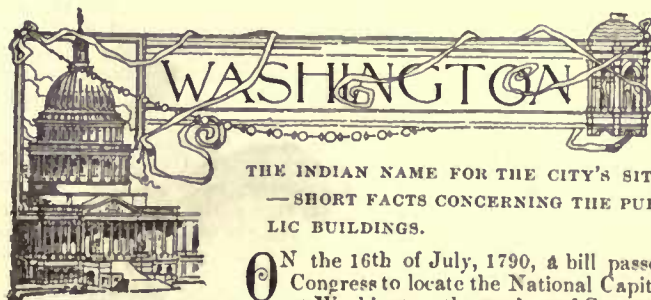 WASHINGTON
THE INDIAN NAME FOR THE CITY'S SIT
— SHORT FACTS CONCERNING THE PUB
LIC BUILDINGS.
ON the 16th of July, 1790, a bill passe
Congress to locate the National Capit